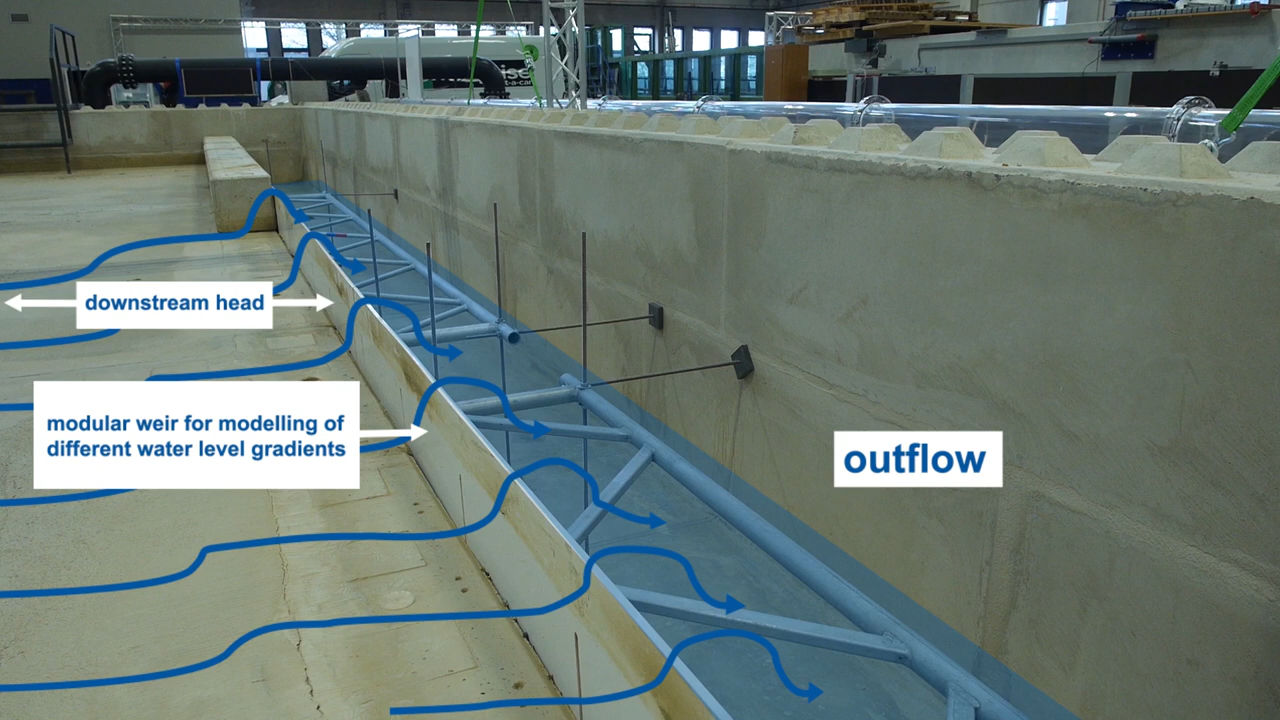 downstream head
modular weir for modelling of
different water level gradients
outflow